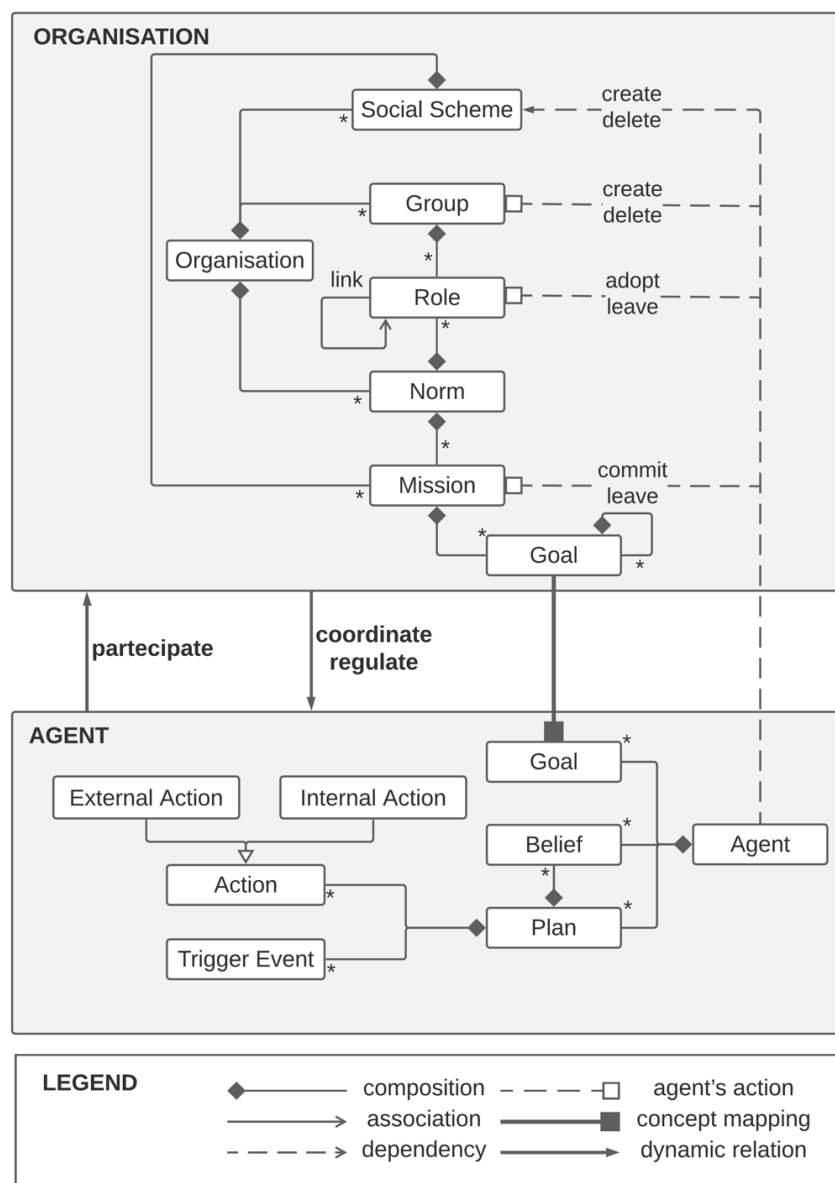 ORGANISATION
create
delete
Social Scheme
*
create
delete
Group
*
Organisation
*
link
adopt
leave
Role
*
Norm
*
*
commit
leave
Mission
*
*
Goal
*
partecipate
coordinate
regulate
AGENT
*
Goal
External Action
Internal Action
*
Belief
Agent
*
Action
*
*
Plan
Trigger Event
*
LEGEND
composition
agent's action
association
concept mapping
dependency
dynamic relation